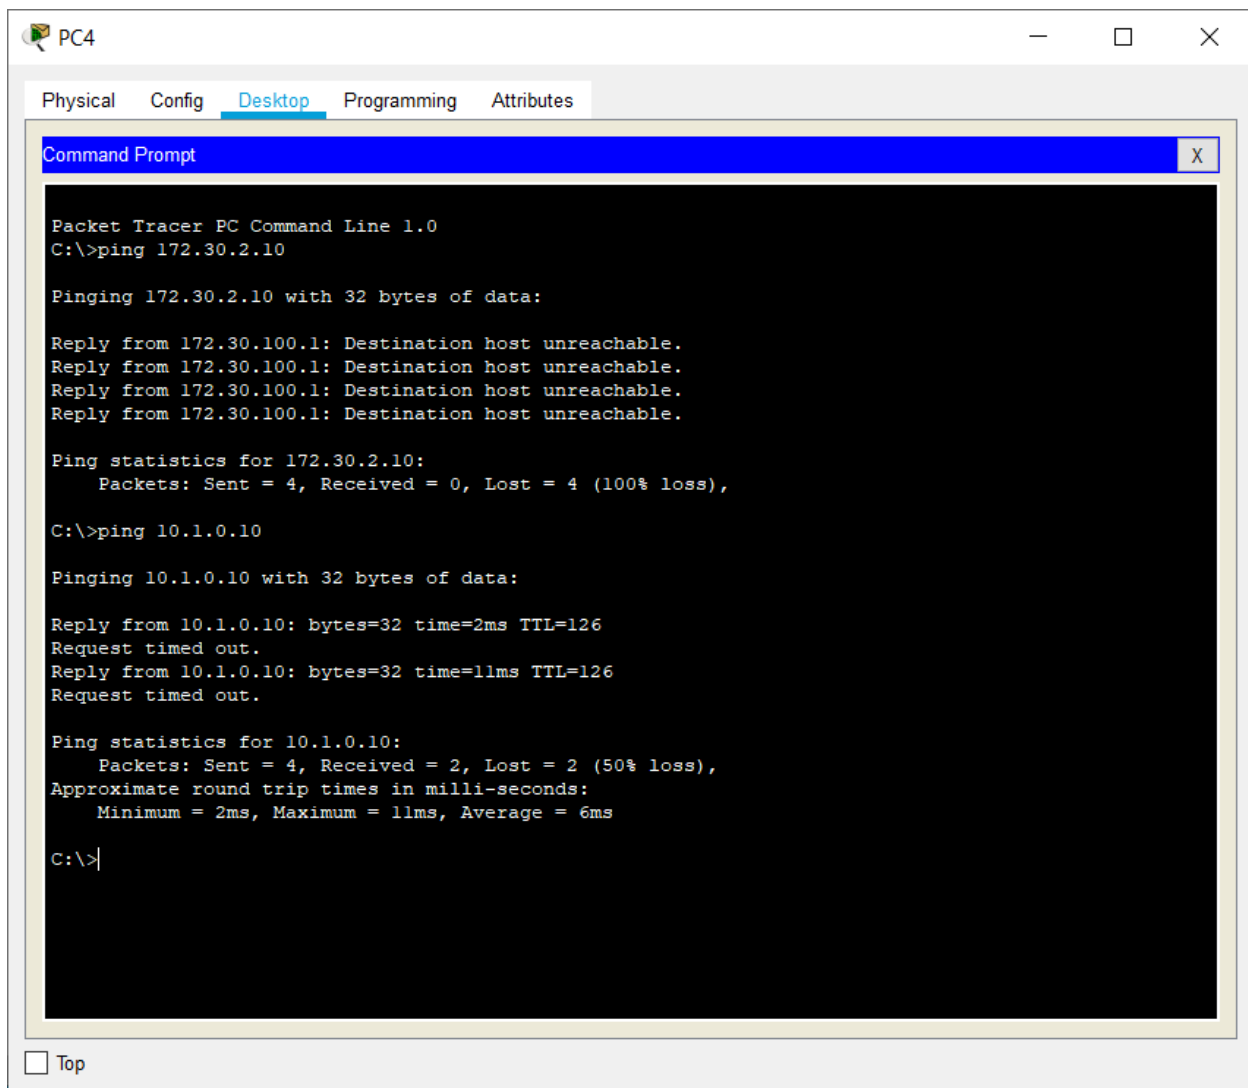 PC4
Physical Config Desktop Programming Attributes
Command Prompt
X
Packet Tracer PC Command Line 1.0
C:\>ping 172.30.2.10
Pinging 172.30.2.10 with 32 bytes of data:
Reply from 172.30.100.1: Destination host unreachable.
Reply from 172.30.100.1: Destination host unreachable.
Reply from 172.30.100.1: Destination host unreachable.
Reply from 172.30.100.1: Destination host unreachable.
Ping statistics for 172.30.2.10:
Packets: Sent = 4, Received = 0, Lost = 4 (100% loss),
C:\>ping 10.1.0.10
Pinging 10.1.0.10 with 32 bytes of data:
Reply from 10.1.0.10: bytes=32 time=2ms TTL=126
Request timed out.
Reply from 10.1.0.10: bytes=32 time=11ms TTL=126
Request timed out.
Ping statistics for 10.1.0.10:
Packets: Sent = 4, Received = 2, Lost = 2 (50% loss),
Approximate round trip times in milli-seconds:
Minimum = 2ms, Maximum = 11ms, Average = 6ms
C:\>
Top